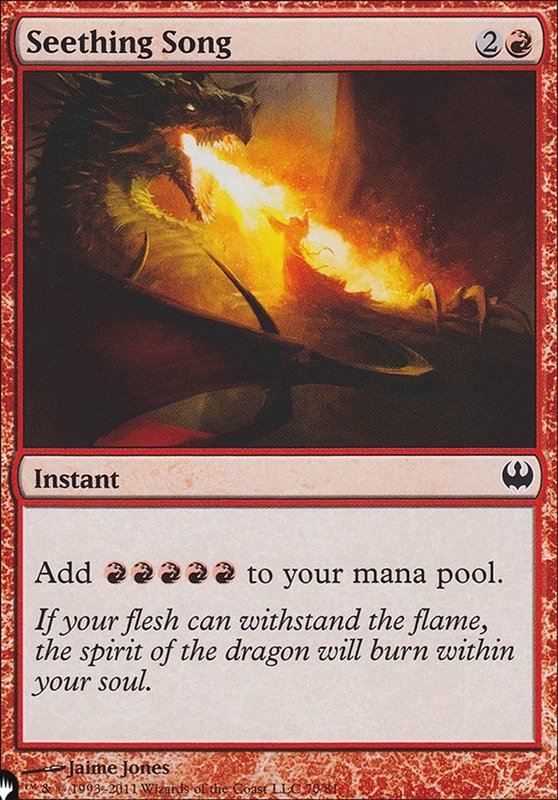 Seething Song 2
Instant
Add to your mana pool.
If your flesh can withstand the flame,
the spirit of the dragon will burn within
your soul.
Jaime Jones
™ & © 1993–2011 Wizards of the Coast LLC 70/81